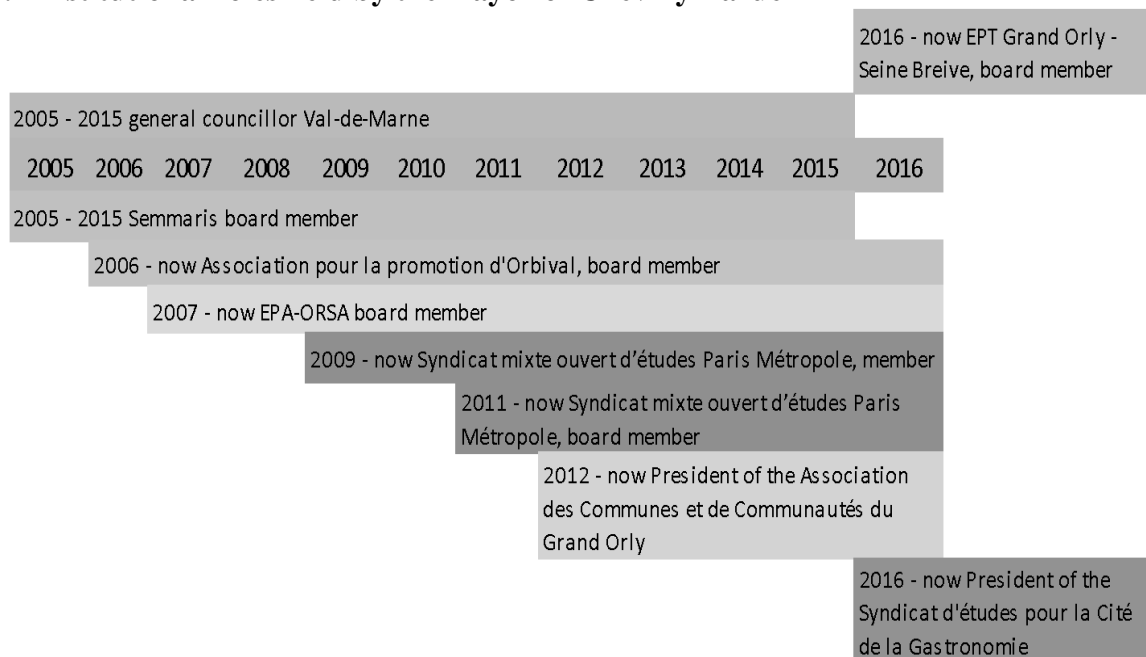 2016 - now EPT Grand Orly -
Seine Breive, board member
2005 - 2015 general councillor Val-de-Marne
2005 2006 2007 2008 2009 2010 2011 2012 2013 2014 2015 2016
2005 - 2015 Semmaris board member
2006 - now Association pour la promotion d'Orbival, board member
2007 - now EPA-ORSA board member
2009 - now Syndicat mixte ouvert d’études Paris Métropole, member
2011 - now Syndicat mixte ouvert d’études Paris
Métropole, board member
2012 - now President of the Association
des Communes et de Communautés du
Grand Orly
2016 - now President of the
Syndicat d'études pour la Cité
de la Gastronomie